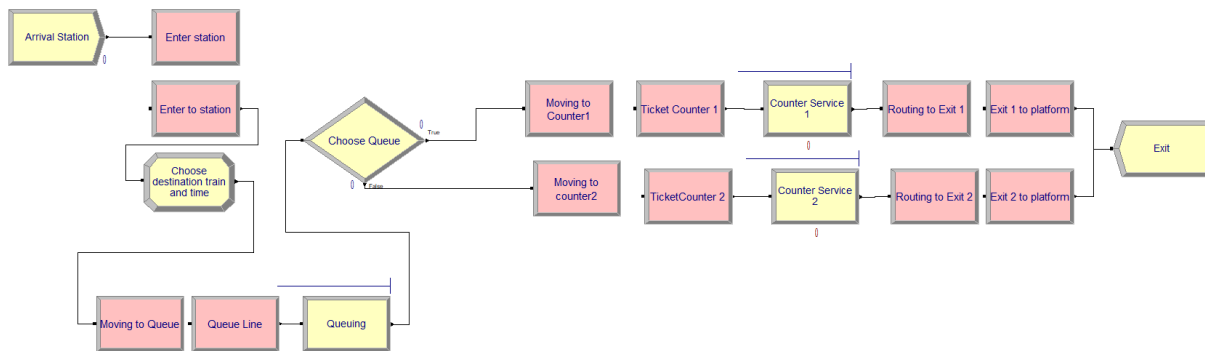 Arrival Station
Enter station
0
Enter to station
Choose
destination train
and time
Moving to Queue
Queue Line
Queuing
Choose Queue
0
True
0
False
Moving to
Counter1
Moving to
counter2
Ticket Counter 1
Counter Service
1
0
Routing to Exit 1
Exit 1 to platform
TicketCounter 2
Counter Service
2
0
Routing to Exit 2
Exit 2 to platform
Exit